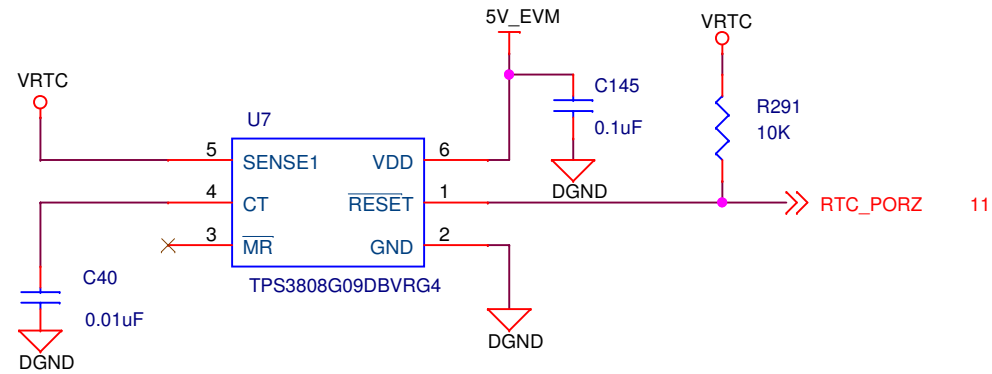 5V_EVM
VRTC
VRTC
C145
0.1uF
R291
10K
U7
5 SENSE1 VDD 6
DGND
4 CT RESET 1
RTC_PORZ 11
3 MR GND 2
C40
TPS3808G09DBVRG4
0.01uF
DGND
DGND